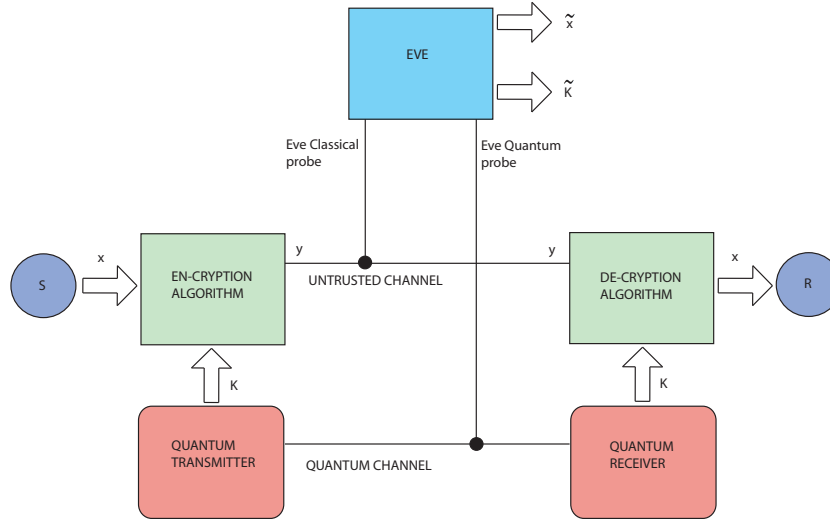 EVE
x̃
K̃
Eve Classical
probe
Eve Quantum
probe
S
x
EN-CRYPTION
ALGORITHM
y
UNTRUSTED CHANNEL
y
DE-CRYPTION
ALGORITHM
x
R
K
K
QUANTUM
TRANSMITTER
QUANTUM CHANNEL
QUANTUM
RECEIVER